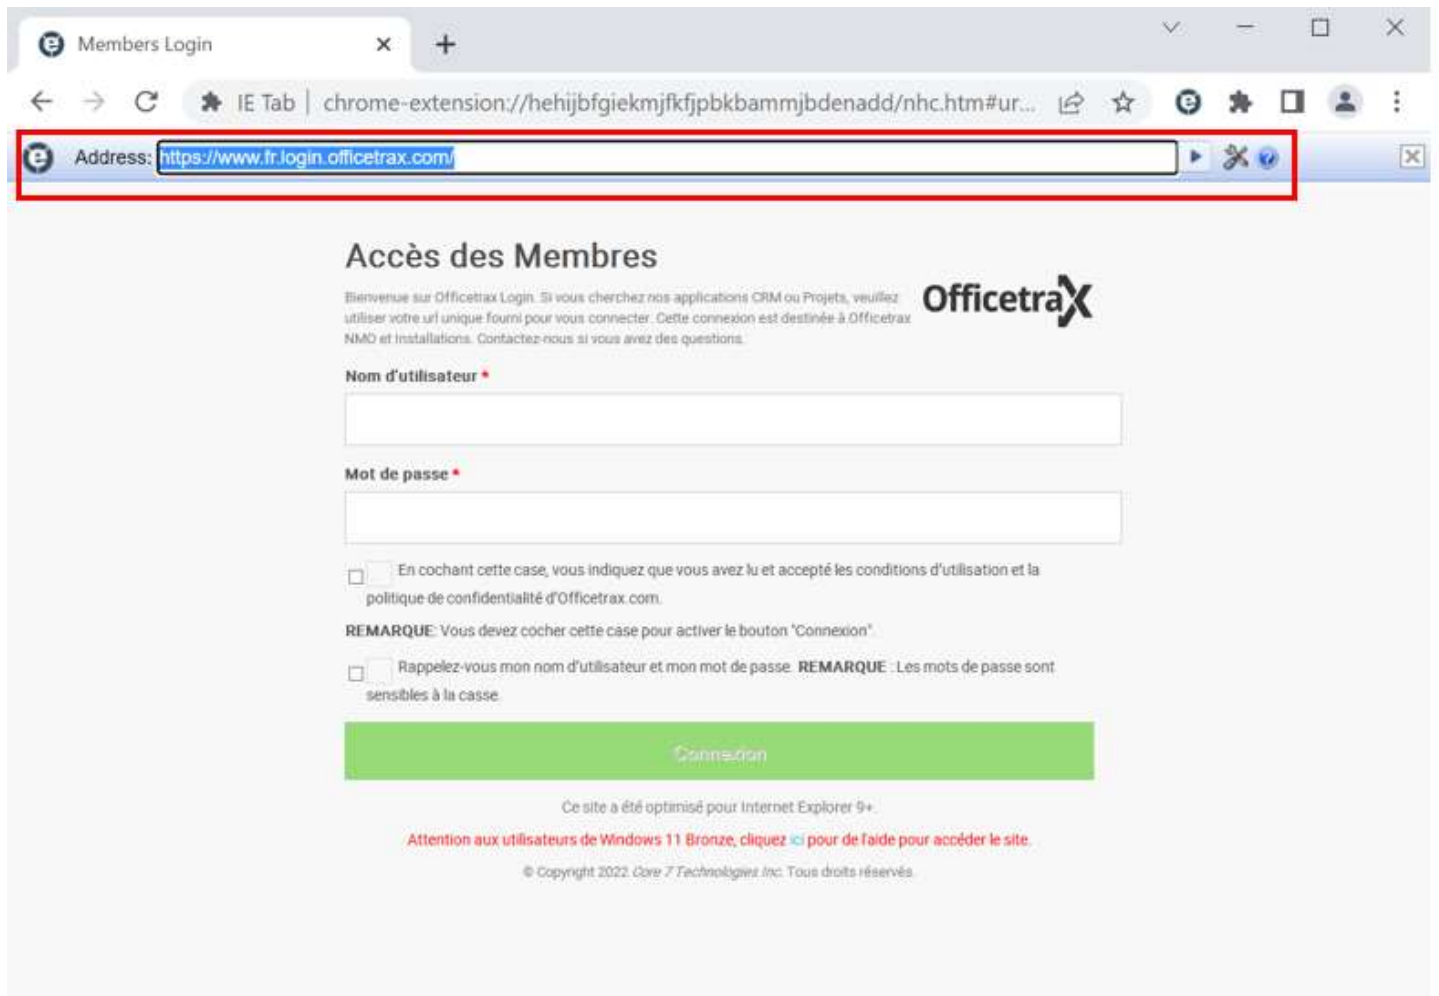 Members Login
IE Tab | chrome-extension://hehijbfgiekmjfkfjpbkbammjbdenadd/nhc.htm#ur...
Address: https://www.fr.login.officetrax.com/
Accès des Membres
Bienvenue sur Officetrax Login. Si vous cherchez nos applications CRM ou Projets, veuillez
utiliser votre url unique fourni pour vous connecter. Cette connexion est destinée à Officetrax
NMO et Installations. Contactez-nous si vous avez des questions.
OfficetraX
Nom d'utilisateur *
Mot de passe *
En cochant cette case, vous indiquez que vous avez lu et accepté les conditions d'utilisation et la
politique de confidentialité d'Officetrax.com.
REMARQUE: Vous devez cocher cette case pour activer le bouton "Connexion".
Rappelez-vous mon nom d'utilisateur et mon mot de passe. REMARQUE : Les mots de passe sont
sensibles à la casse.
Connexion
Ce site a été optimisé pour Internet Explorer 9+.
Attention aux utilisateurs de Windows 11 Bronze, cliquez ici pour de l'aide pour accéder le site.
© Copyright 2022 Core 7 Technologies Inc. Tous droits réservés.